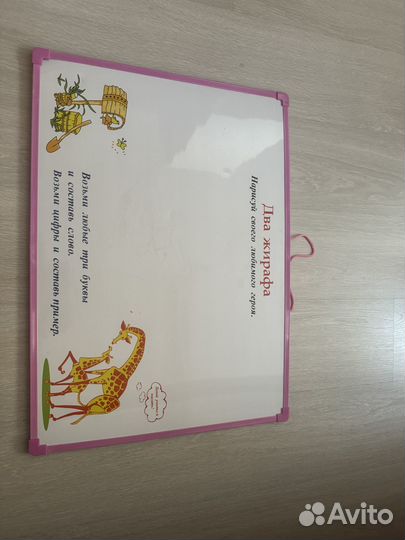 Два жирафа
Нарисуй своего любимого героя.
Возьми любые три буквы
и составь слово.
Возьми цифры и составь пример.
Avito